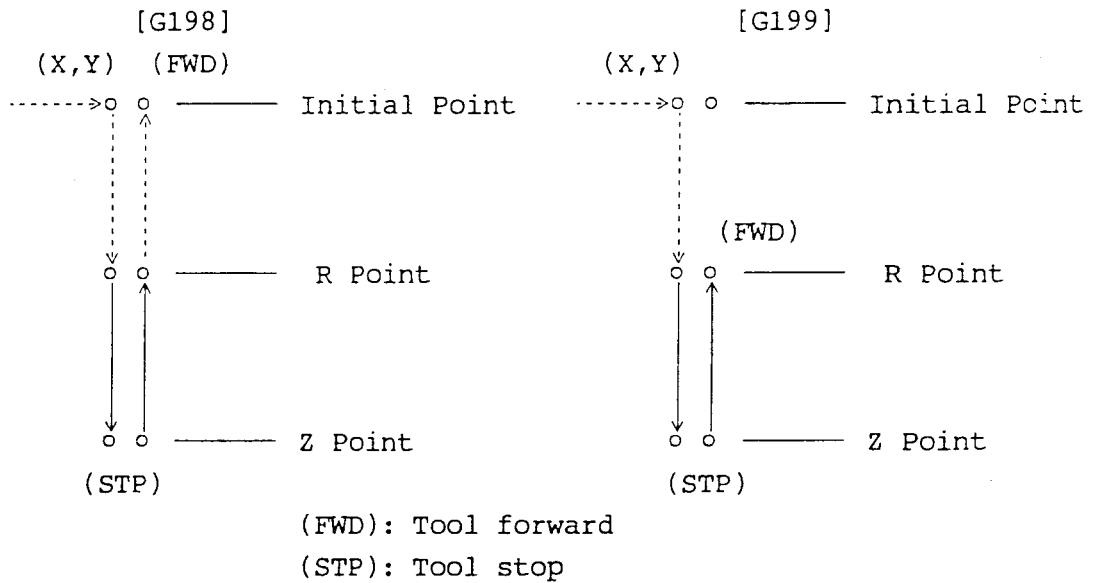 [G198] [G199]
(X,Y) (FWD) (X,Y)
Initial Point Initial Point
(FWD)
R Point R Point
Z Point Z Point
(STP) (STP)
(FWD): Tool forward
(STP): Tool stop